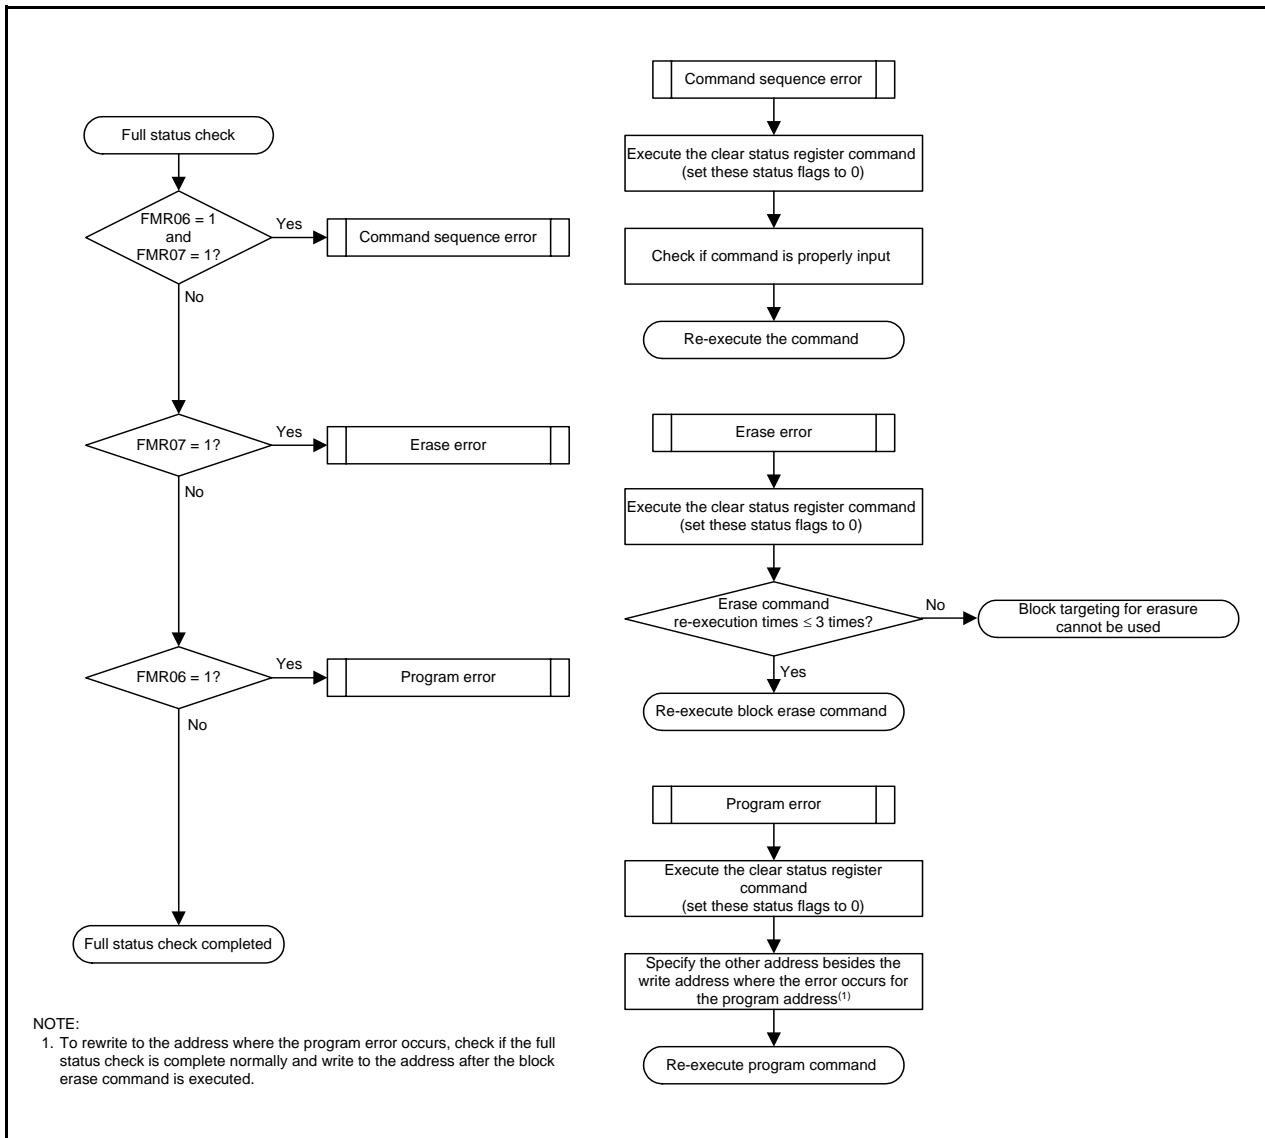 Full status check
FMR06 = 1
and
FMR07 = 1?
Yes
Command sequence error
No
FMR07 = 1?
Yes
Erase error
No
FMR06 = 1?
Yes
Program error
No
Full status check completed
NOTE:
1. To rewrite to the address where the program error occurs, check if the full
status check is complete normally and write to the address after the block
erase command is executed.
Command sequence error
Execute the clear status register command
(set these status flags to 0)
Check if command is properly input
Re-execute the command
Erase error
Execute the clear status register command
(set these status flags to 0)
Erase command
re-execution times ≤ 3 times?
No
Block targeting for erasure
cannot be used
Yes
Re-execute block erase command
Program error
Execute the clear status register
command
(set these status flags to 0)
Specify the other address besides the
write address where the error occurs for
the program address(1)
Re-execute program command